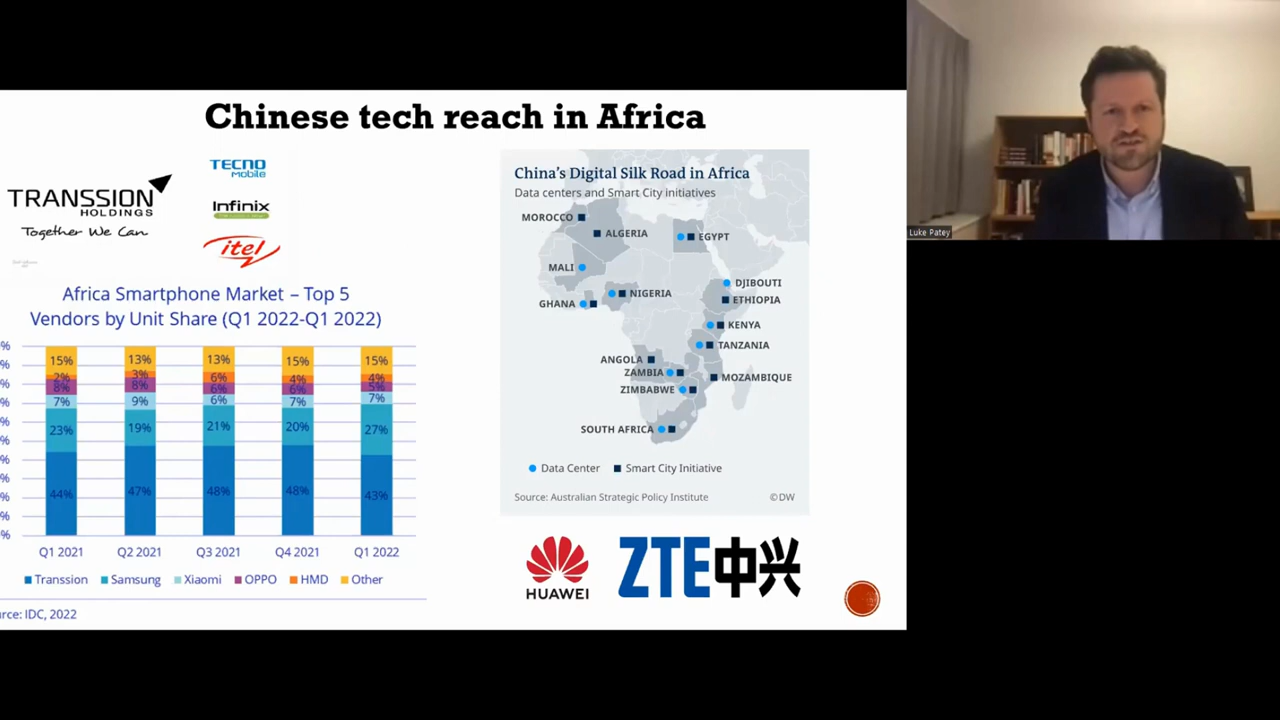 Chinese tech reach in Africa
TRANSSION
HOLDINGS
Together We Can
TECNO
mobile
Infinix
itel
Africa Smartphone Market – Top 5
Vendors by Unit Share (Q1 2022-Q1 2022)
% 15% 13% 13% 15% 15%
% 2% 3% 6% 4% 4%
% 8% 8% 6% 6% 5%
% 7% 9% 6% 7% 7%
% 23% 19% 21% 20% 27%
% 44% 47% 48% 48% 43%
Q1 2021 Q2 2021 Q3 2021 Q4 2021 Q1 2022
Transsion Samsung Xiaomi OPPO HMD Other
urce: IDC, 2022
China's Digital Silk Road in Africa
Data centers and Smart City initiatives
MOROCCO
ALGERIA
EGYPT
MALI
DJIBOUTI
NIGERIA
ETHIOPIA
GHANA
KENYA
TANZANIA
ANGOLA
ZAMBIA
MOZAMBIQUE
ZIMBABWE
SOUTH AFRICA
Data Center Smart City Initiative
Source: Australian Strategic Policy Institute ©DW
HUAWEI
ZTE中兴
Luke Patey